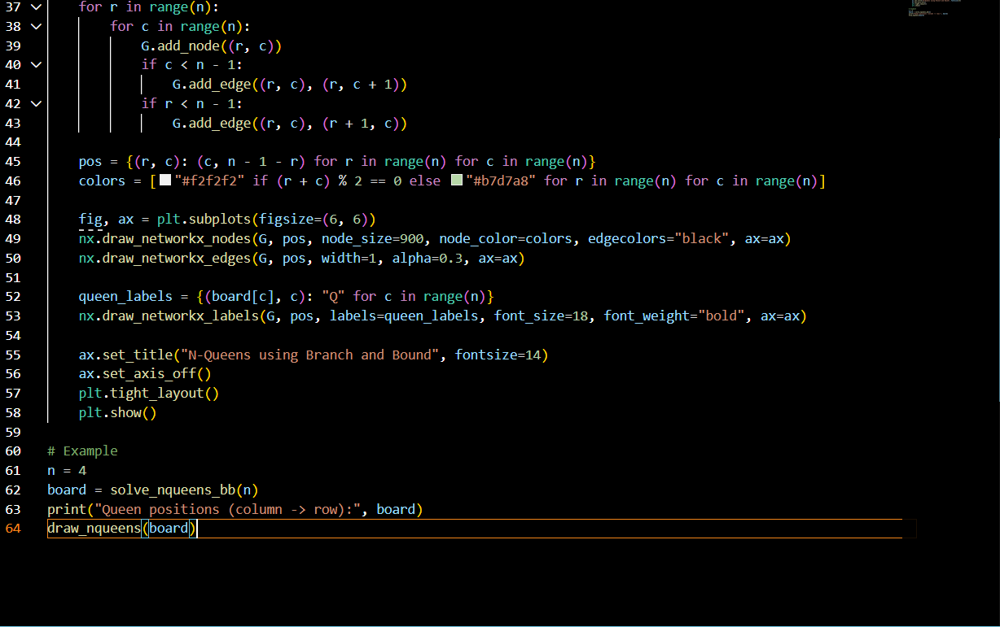 37 for r in range(n):
38 for c in range(n):
39 G.add_node((r, c))
40 if c < n - 1:
41 G.add_edge((r, c), (r, c + 1))
42 if r < n - 1:
43 G.add_edge((r, c), (r + 1, c))
44
45 pos = {(r, c): (c, n - 1 - r) for r in range(n) for c in range(n)}
46 colors = ["#f2f2f2" if (r + c) % 2 == 0 else "#b7d7a8" for r in range(n) for c in range(n)]
47
48 fig, ax = plt.subplots(figsize=(6, 6))
49 nx.draw_networkx_nodes(G, pos, node_size=900, node_color=colors, edgecolors="black", ax=ax)
50 nx.draw_networkx_edges(G, pos, width=1, alpha=0.3, ax=ax)
51
52 queen_labels = {(board[c], c): "Q" for c in range(n)}
53 nx.draw_networkx_labels(G, pos, labels=queen_labels, font_size=18, font_weight="bold", ax=ax)
54
55 ax.set_title("N-Queens using Branch and Bound", fontsize=14)
56 ax.set_axis_off()
57 plt.tight_layout()
58 plt.show()
59
60 # Example
61 n = 4
62 board = solve_nqueens_bb(n)
63 print("Queen positions (column -> row):", board)
64 draw_nqueens(board)